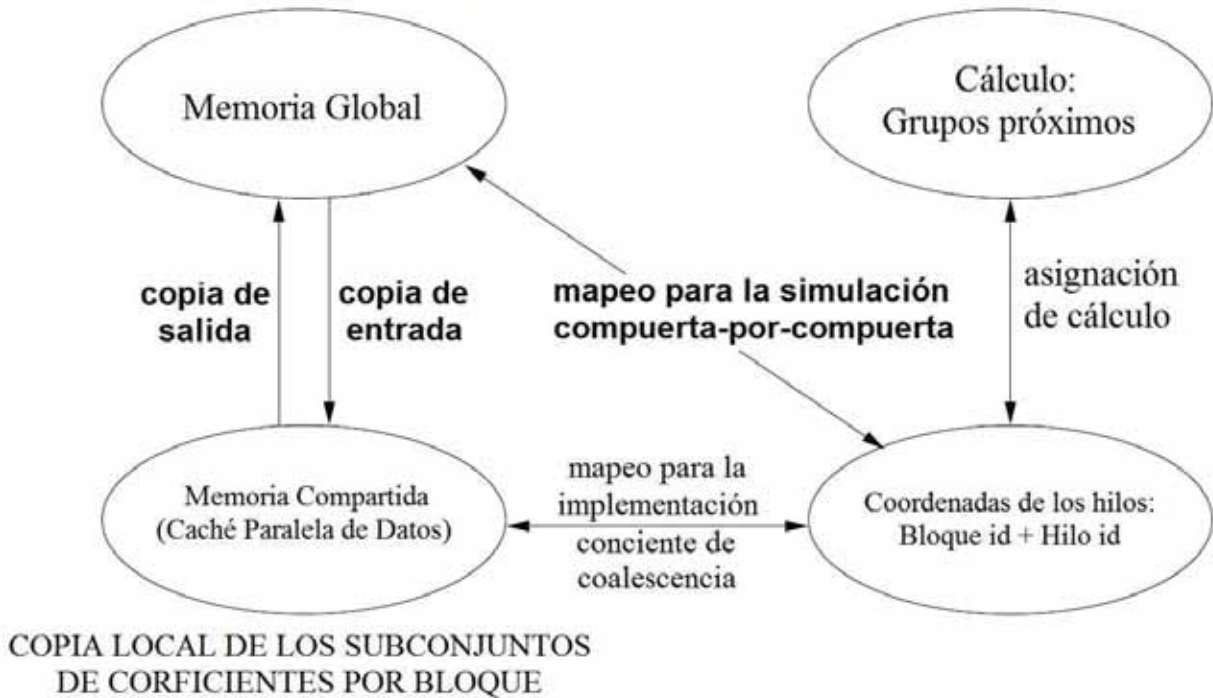 Memoria Global
Cálculo:
Grupos próximos
copia de
salida
copia de
entrada
mapeo para la simulación
compuerta-por-compuerta
asignación
de cálculo
Memoria Compartida
(Caché Paralela de Datos)
mapeo para la
implementación
conciente de
coalescencia
Coordenadas de los hilos:
Bloque id + Hilo id
COPIA LOCAL DE LOS SUBCONJUNTOS
DE CORFICIENTES POR BLOQUE